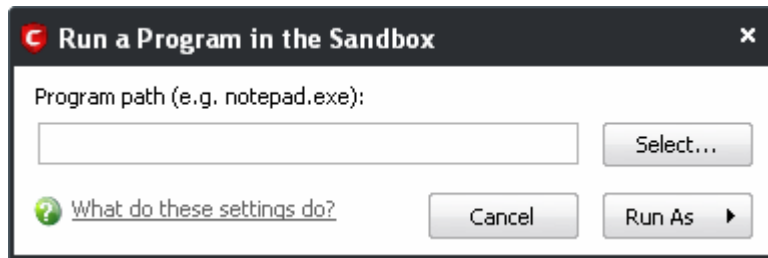 Run a Program in the Sandbox
Program path (e.g. notepad.exe):
Select...
What do these settings do?
Cancel
Run As